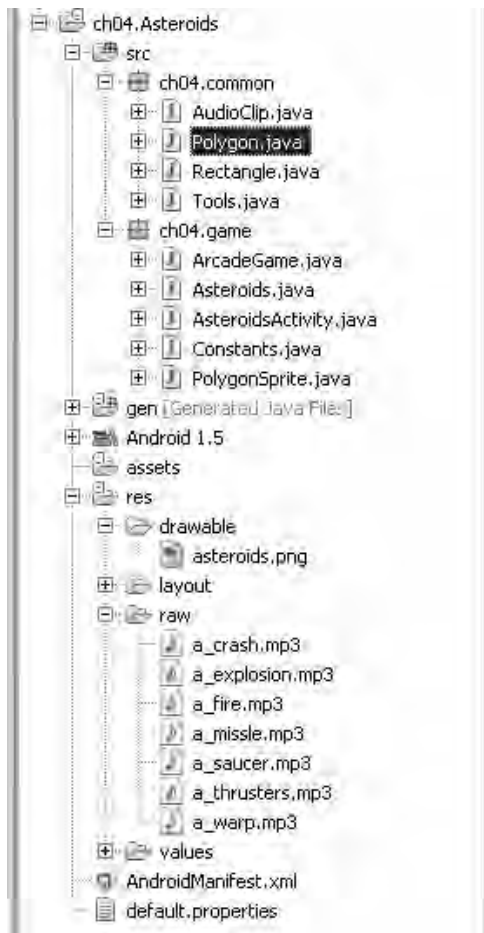 ch04.Asteroids
src
ch04.common
AudioClip.java
Polygon.java
Rectangle.java
Tools.java
ch04.game
ArcadeGame.java
Asteroids.java
AsteroidsActivity.java
Constants.java
PolygonSprite.java
gen [Generated Java Files]
Android 1.5
assets
res
drawable
asteroids.png
layout
raw
a_crash.mp3
a_explosion.mp3
a_fire.mp3
a_missle.mp3
a_saucer.mp3
a_thrusters.mp3
a_warp.mp3
values
AndroidManifest.xml
default.properties